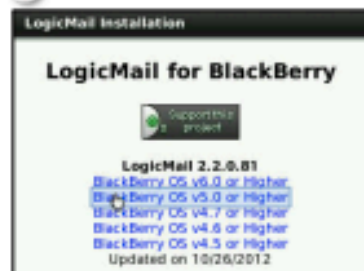 LogicMail Installation
LogicMail for BlackBerry
Support this
project
LogicMail 2.2.0.81
BlackBerry OS v6.0 or Higher
BlackBerry OS v5.0 or Higher
BlackBerry OS v4.7 or Higher
BlackBerry OS v4.6 or Higher
BlackBerry OS v4.5 or Higher
Updated on 10/26/2012